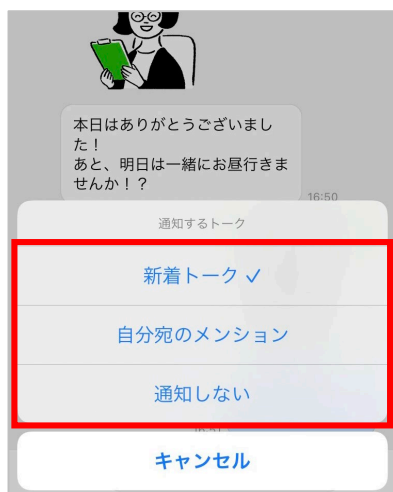 本日はありがとうございまし
た！
あと、明日は一緒にお昼行きま
せんか！？
16:50
通知するトーク
新着トーク ✓
自分宛のメンション
通知しない
16:51
キャンセル